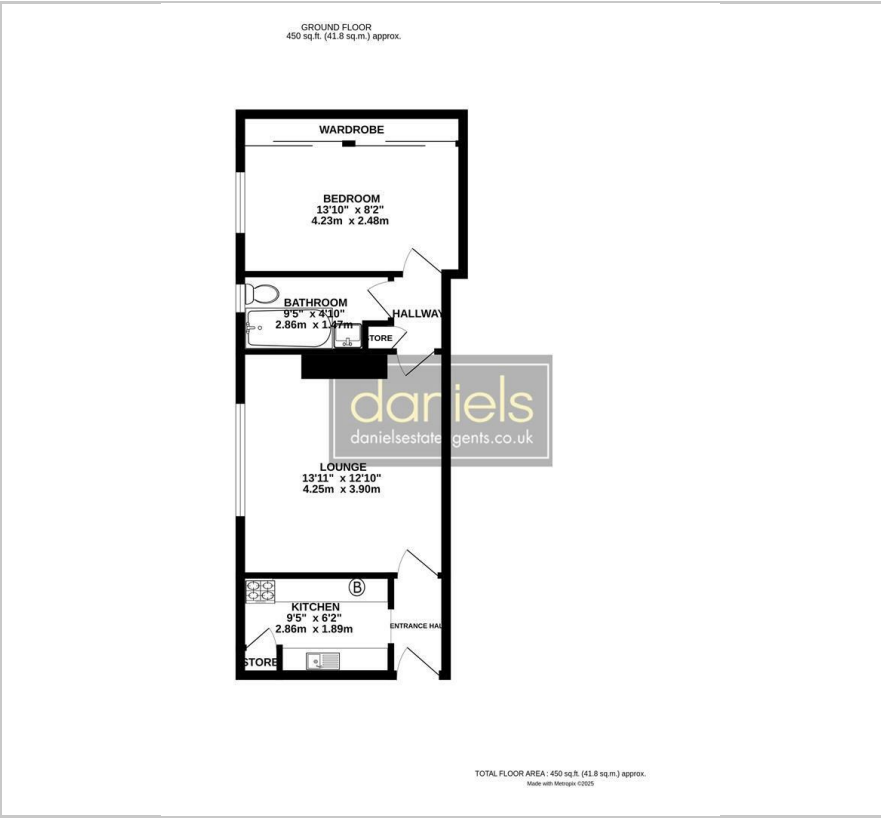 GROUND FLOOR
450 sq.ft. (41.8 sq.m.) approx.
WARDROBE
BEDROOM
13'10" x 8'2"
4.23m x 2.48m
BATHROOM
9'5" x 4'10"
2.86m x 1.47m
HALLWAY
STORE
daniels
danielsestateagents.co.uk
LOUNGE
13'11" x 12'10"
4.25m x 3.90m
B
KITCHEN
9'5" x 6'2"
2.86m x 1.89m
ENTRANCE HALL
STORE
TOTAL FLOOR AREA : 450 sq.ft. (41.8 sq.m.) approx.
Made with Metropix ©2025